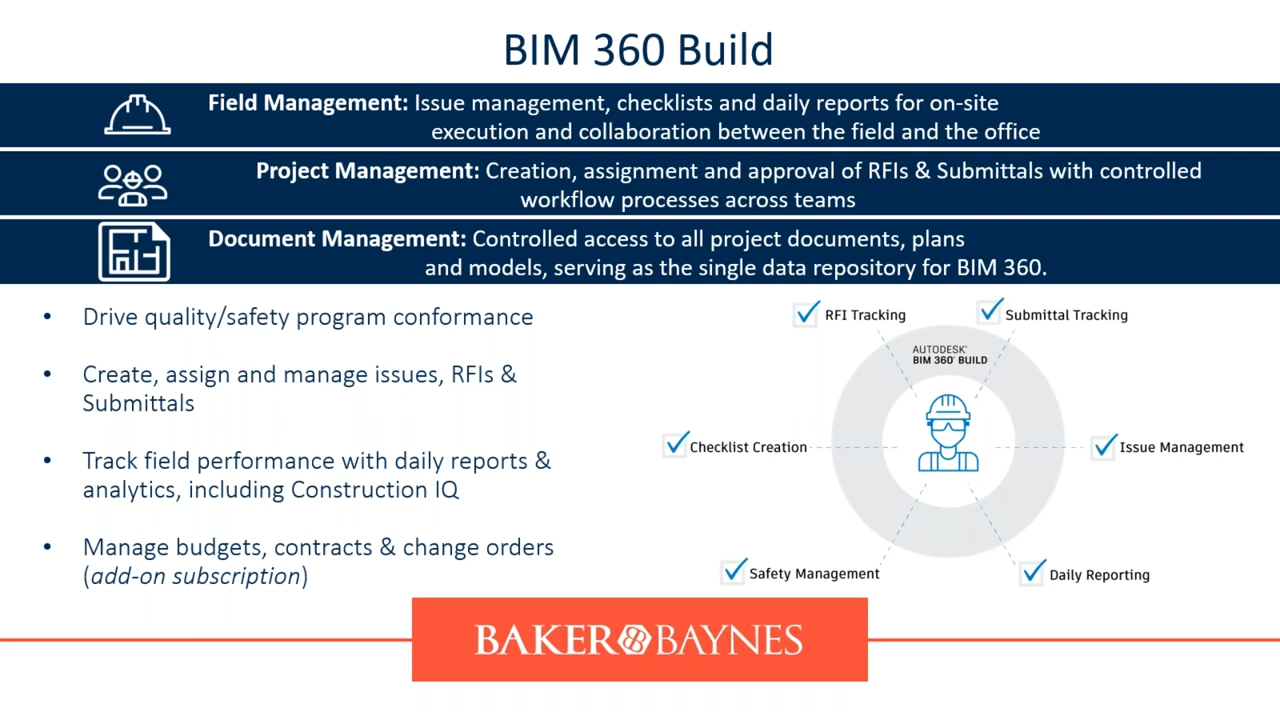 BIM 360 Build
Field Management: Issue management, checklists and daily reports for on-site
execution and collaboration between the field and the office
Project Management: Creation, assignment and approval of RFIs & Submittals with controlled
workflow processes across teams
Document Management: Controlled access to all project documents, plans
and models, serving as the single data repository for BIM 360.
• Drive quality/safety program conformance
• Create, assign and manage issues, RFIs &
Submittals
• Track field performance with daily reports &
analytics, including Construction IQ
• Manage budgets, contracts & change orders
(add-on subscription)
RFI Tracking
Submittal Tracking
AUTODESK®
BIM 360® BUILD
Checklist Creation
Issue Management
Safety Management
Daily Reporting
BAKER BAYNES